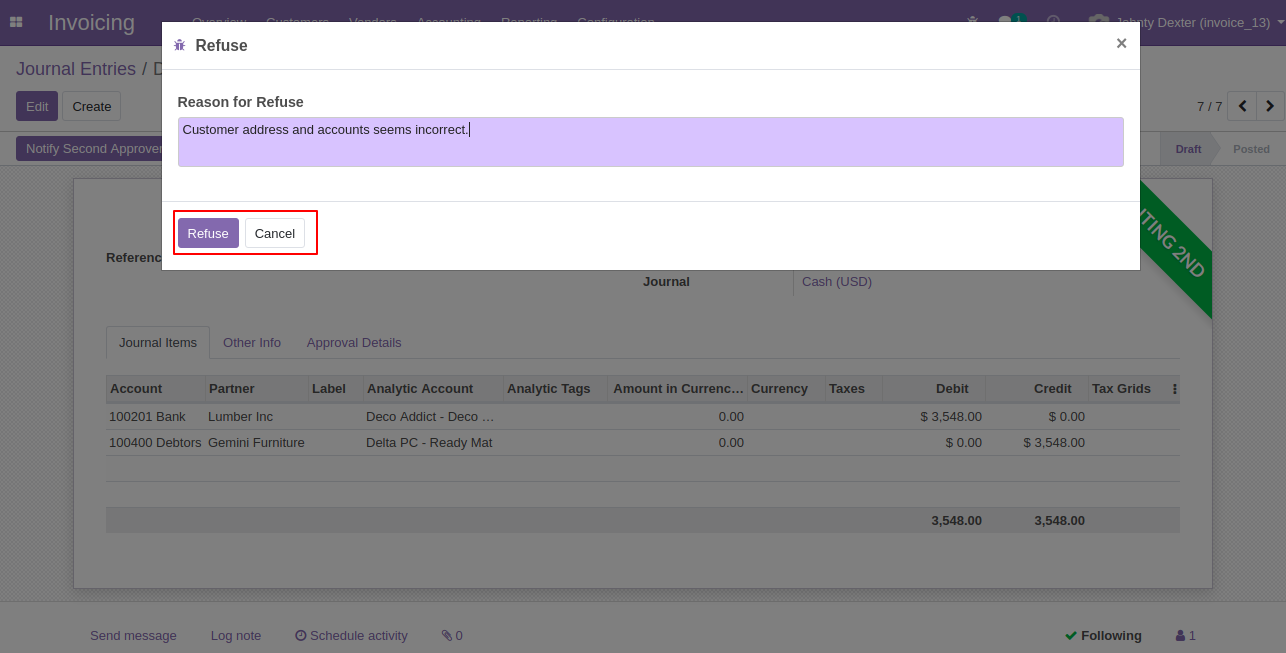 Invoicing Overview Customers Vendors Accounting Reporting Configuration 1 Johnty Dexter (invoice_13)
Refuse ×
Journal Entries / D
Reason for Refuse
Edit Create 7 / 7
Customer address and accounts seems incorrect.
Notify Second Approver Draft Posted
Refuse Cancel
ITING 2ND
Referenc
Journal Cash (USD)
Journal Items Other Info Approval Details
Account Partner Label Analytic Account Analytic Tags Amount in Currenc... Currency Taxes Debit Credit Tax Grids
100201 Bank Lumber Inc Deco Addict - Deco ... 0.00 $ 3,548.00 $ 0.00
100400 Debtors Gemini Furniture Delta PC - Ready Mat 0.00 $ 0.00 $ 3,548.00
3,548.00 3,548.00
Send message Log note Schedule activity 0 Following 1